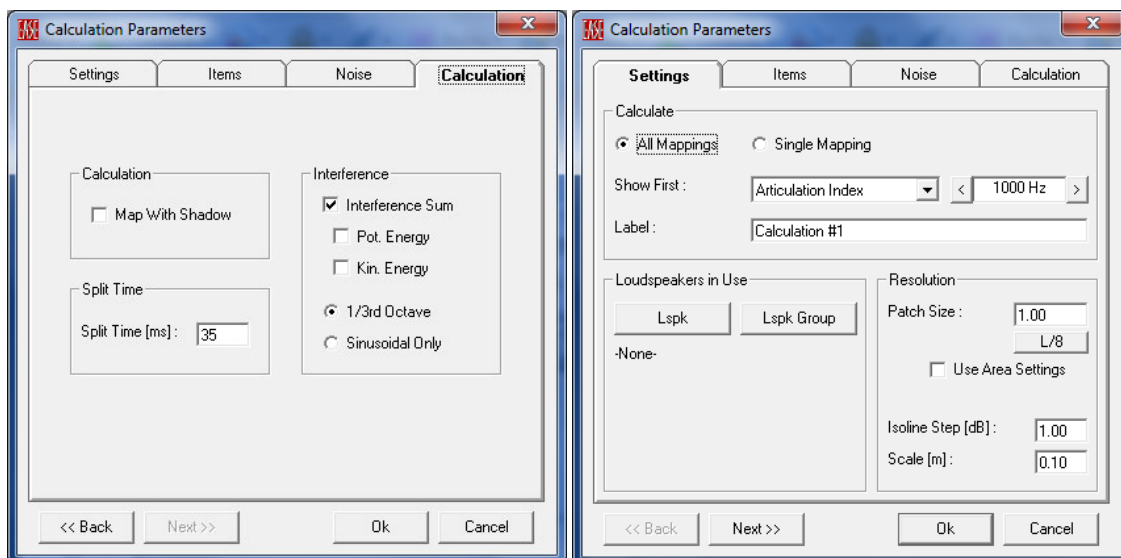 EASE Calculation Parameters
Settings Items Noise Calculation
Calculation
Map With Shadow
Split Time
Split Time [ms] : 35
Interference
Interference Sum
Pot. Energy
Kin. Energy
1/3rd Octave
Sinusoidal Only
<< Back Next >> Ok Cancel
EASE Calculation Parameters
Settings Items Noise Calculation
Calculate
All Mappings Single Mapping
Show First : Articulation Index < 1000 Hz >
Label : Calculation #1
Loudspeakers in Use
Lspk Lspk Group
-None-
Resolution
Patch Size : 1.00
L/8
Use Area Settings
Isoline Step [dB] : 1.00
Scale [m] : 0.10
<< Back Next >> Ok Cancel